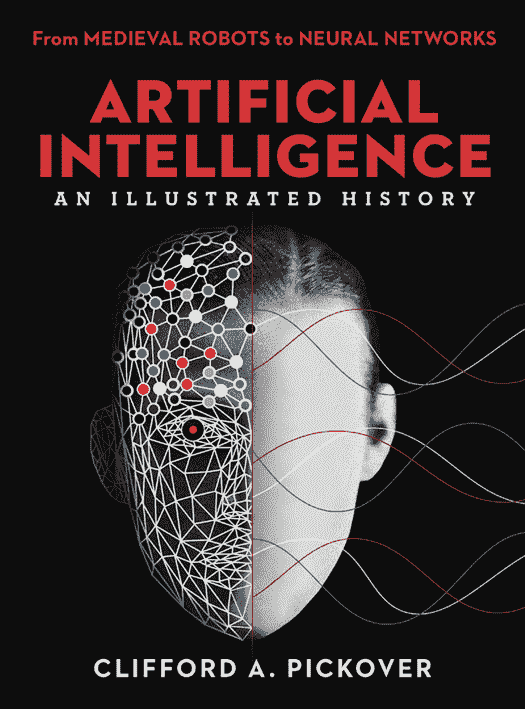 From MEDIEVAL ROBOTS to NEURAL NETWORKS
ARTIFICIAL
INTELLIGENCE
AN ILLUSTRATED HISTORY
CLIFFORD A. PICKOVER